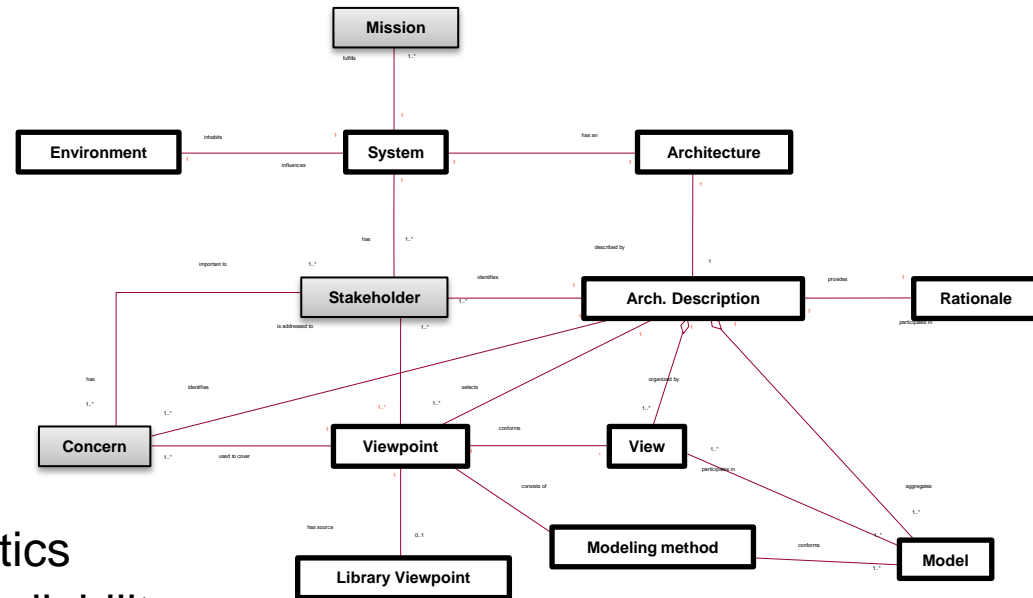 Mission
fulfills
1..*
1
Environment
inhabits
1
1
influences
System
1
has an
1
Architecture
1
1
has
1..*
described by
1
important to
1..*
Stakeholder
identifies
1..*
1
Arch. Description
provides
1
1
Rationale
participates in
is addressed to
1..*
1
1
1
1
has
1..*
identifies
1..*
selects
1..*
organized by
1..*
1..*
Concern
1..*
used to cover
1
Viewpoint
1
conforms
*
View
1..*
participates in
aggregates
1..*
consists of
1
has source
0..1
Library Viewpoint
Modeling method
conforms
1..*
1..*
Model
tics